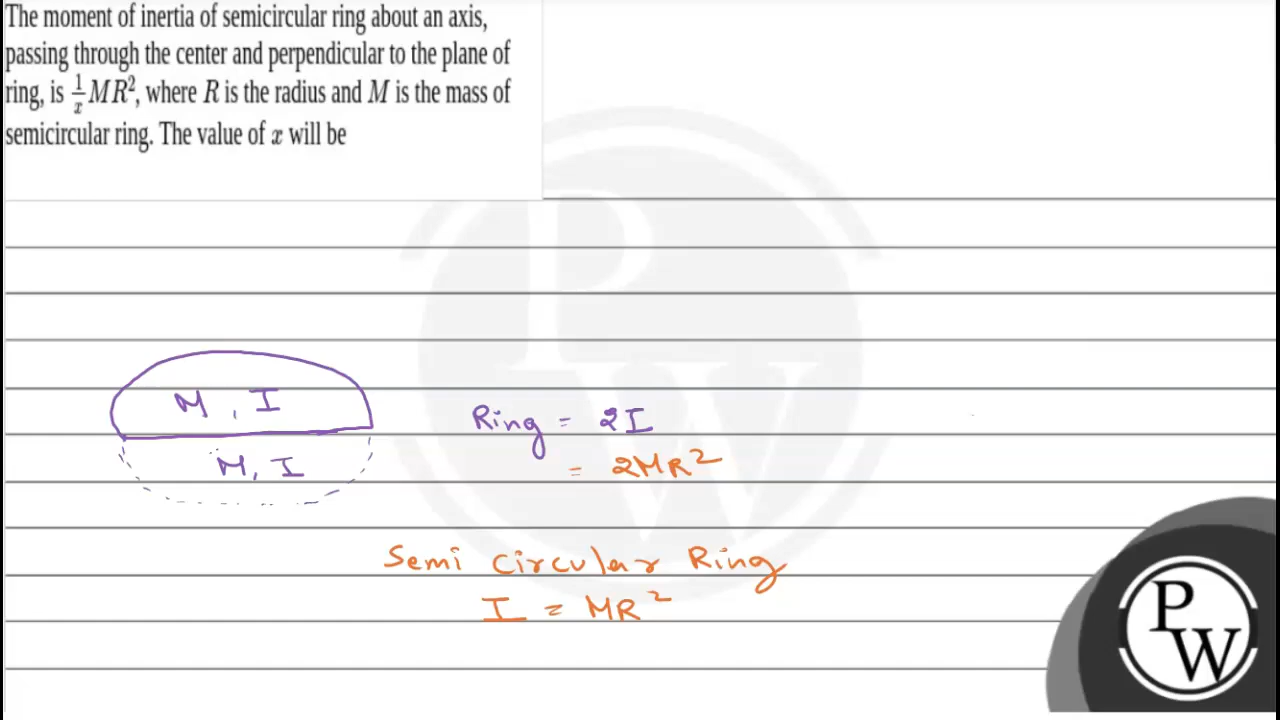 The moment of inertia of semicircular ring about an axis,
passing through the center and perpendicular to the plane of
ring, is \frac{1}{x} MR², where R is the radius and M is the mass of
semicircular ring. The value of x will be
M, I
M, I
Ring = 2I
= 2MR²
Semi circular Ring
I = MR²
P
W
P
W